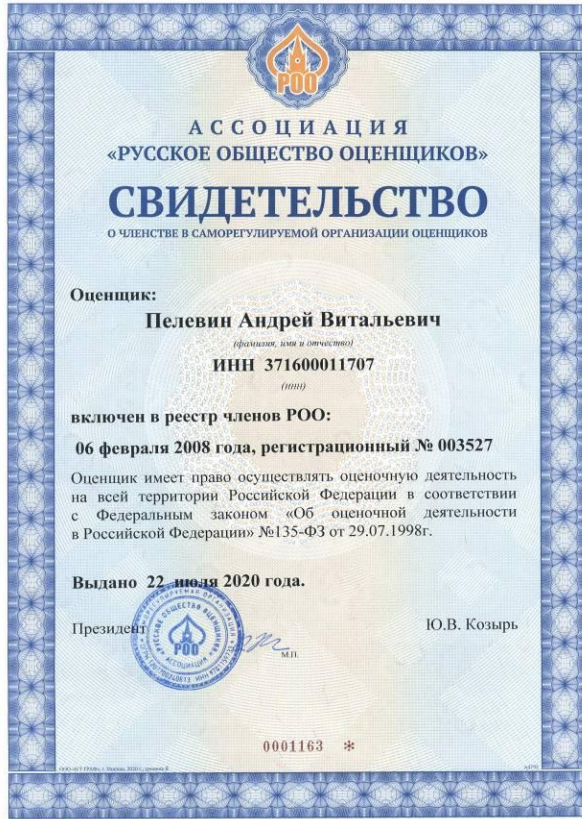 РОО
АССОЦИАЦИЯ
«РУССКОЕ ОБЩЕСТВО ОЦЕНЩИКОВ»
СВИДЕТЕЛЬСТВО
О ЧЛЕНСТВЕ В САМОРЕГУЛИРУЕМОЙ ОРГАНИЗАЦИИ ОЦЕНЩИКОВ
Оценщик:
Пелевин Андрей Витальевич
(фамилия, имя и отчество)
ИНН 371600011707
(инн)
включен в реестр членов РОО:
06 февраля 2008 года, регистрационный № 003527
Оценщик имеет право осуществлять оценочную деятельность
на всей территории Российской Федерации в соответствии
с Федеральным законом «Об оценочной деятельности
в Российской Федерации» №135-ФЗ от 29.07.1998г.
Выдано 22 июля 2020 года.
Президент
Ю.В. Козырь
РУССКОЕ ОБЩЕСТВО ОЦЕНЩИКОВ
РОО
АССОЦИАЦИЯ
М.П.
0001163 *